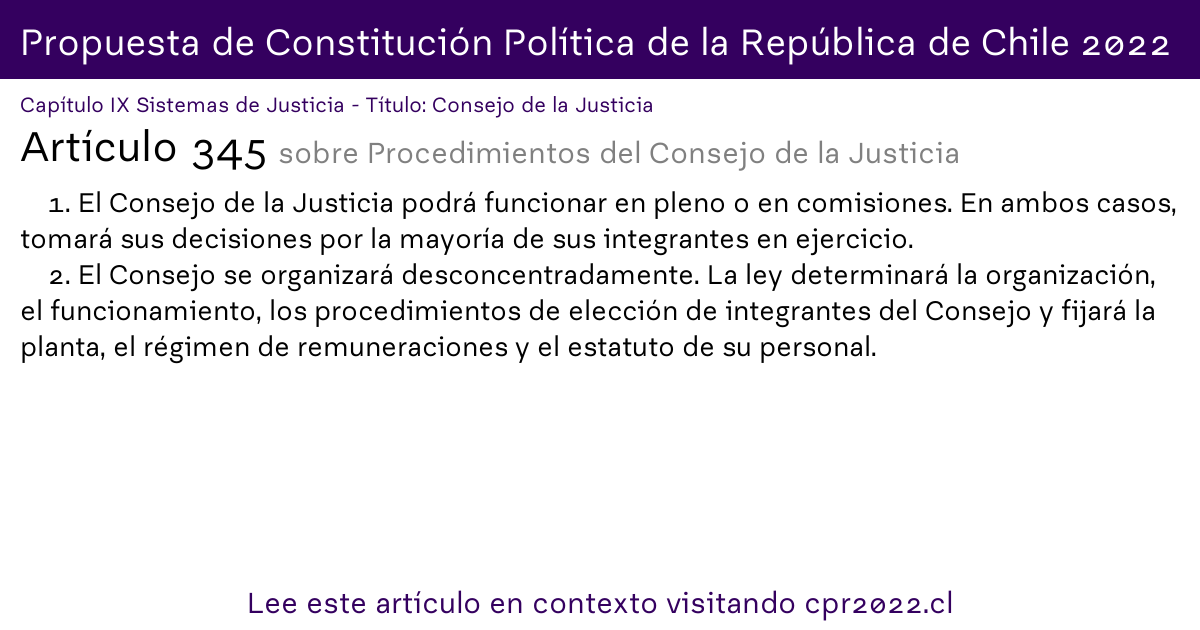 Propuesta de Constitución Política de la República de Chile 2022
Capítulo IX Sistemas de Justicia - Título: Consejo de la Justicia
Artículo 345 sobre Procedimientos del Consejo de la Justicia
1. El Consejo de la Justicia podrá funcionar en pleno o en comisiones. En ambos casos,
tomará sus decisiones por la mayoría de sus integrantes en ejercicio.
2. El Consejo se organizará desconcentradamente. La ley determinará la organización,
el funcionamiento, los procedimientos de elección de integrantes del Consejo y fijará la
planta, el régimen de remuneraciones y el estatuto de su personal.
Lee este artículo en contexto visitando cpr2022.cl